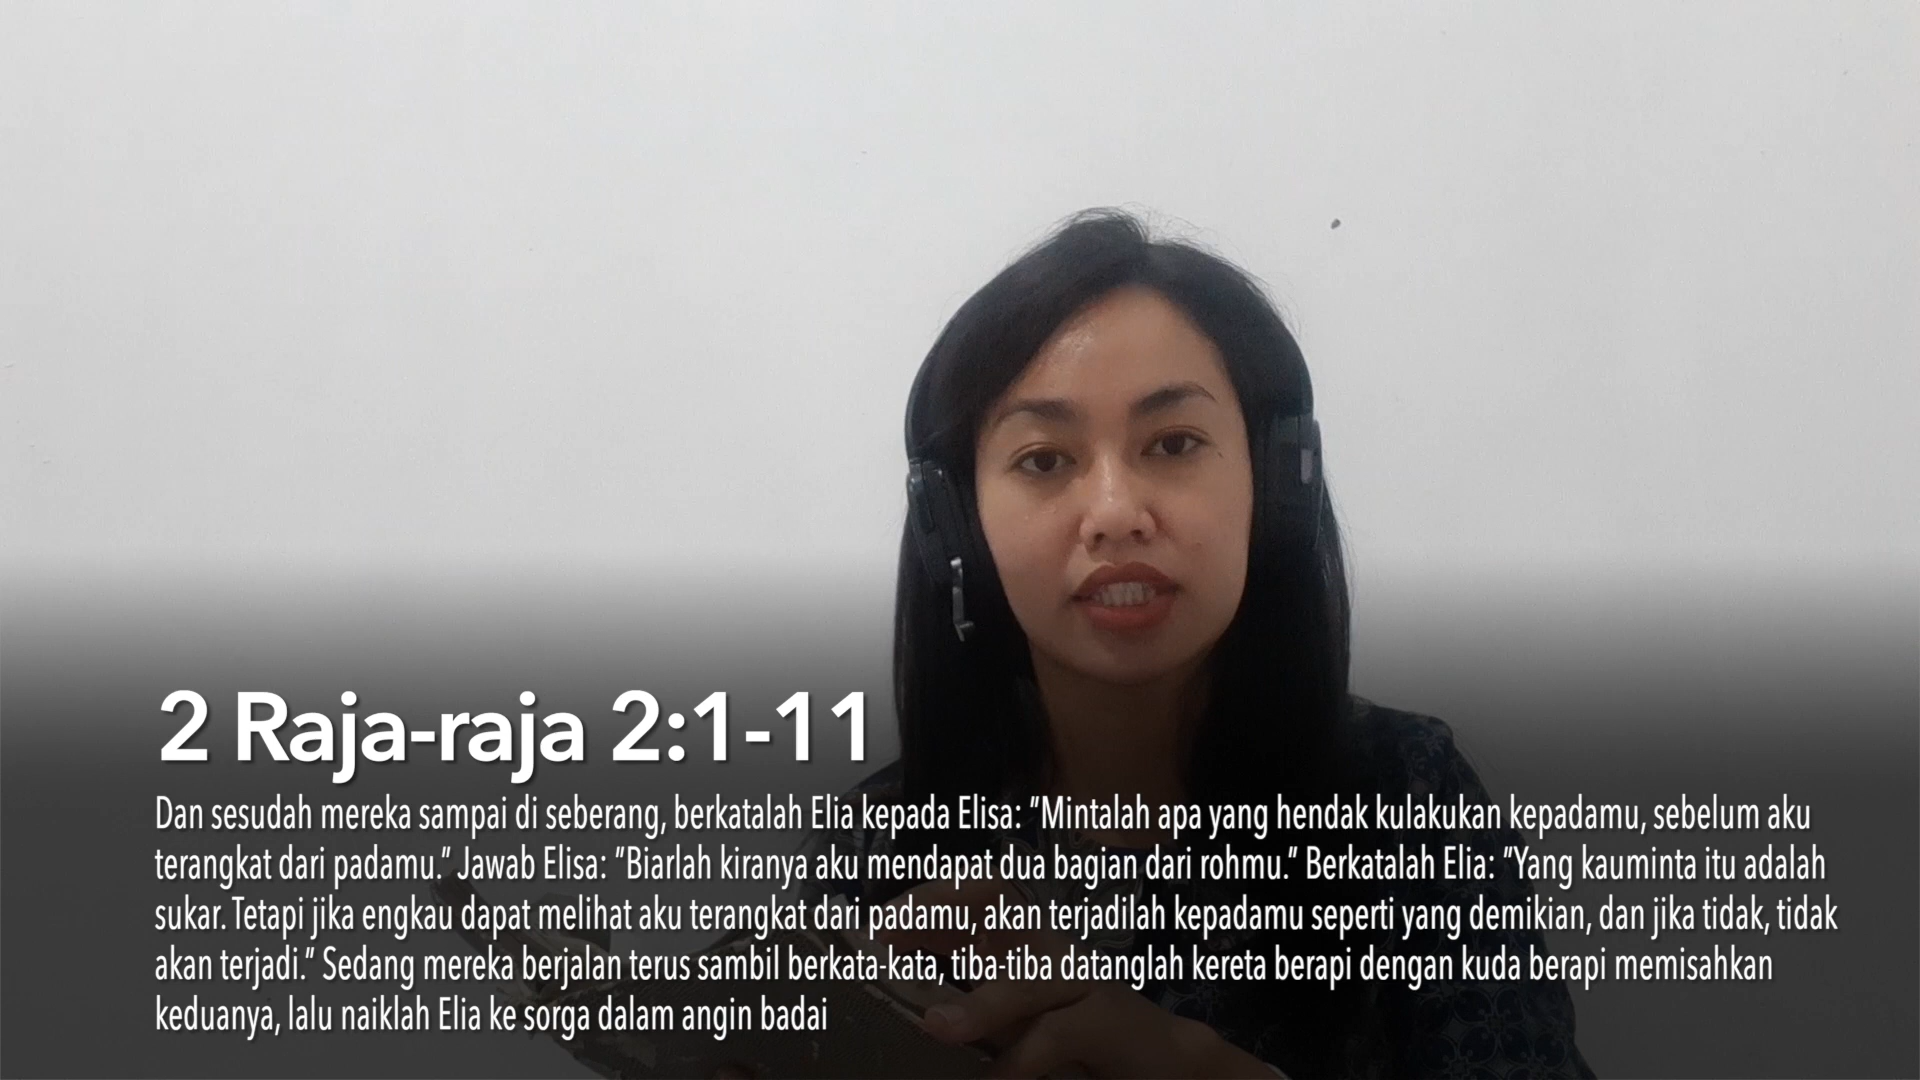 2 Raja-raja 2:1-11
Dan sesudah mereka sampai di seberang, berkatalah Elia kepada Elisa: "Mintalah apa yang hendak kulakukan kepadamu, sebelum aku
terangkat dari padamu." Jawab Elisa: "Biarlah kiranya aku mendapat dua bagian dari rohmu." Berkatalah Elia: "Yang kauminta itu adalah
sukar. Tetapi jika engkau dapat melihat aku terangkat dari padamu, akan terjadilah kepadamu seperti yang demikian, dan jika tidak, tidak
akan terjadi." Sedang mereka berjalan terus sambil berkata-kata, tiba-tiba datanglah kereta berapi dengan kuda berapi memisahkan
keduanya, lalu naiklah Elia ke sorga dalam angin badai